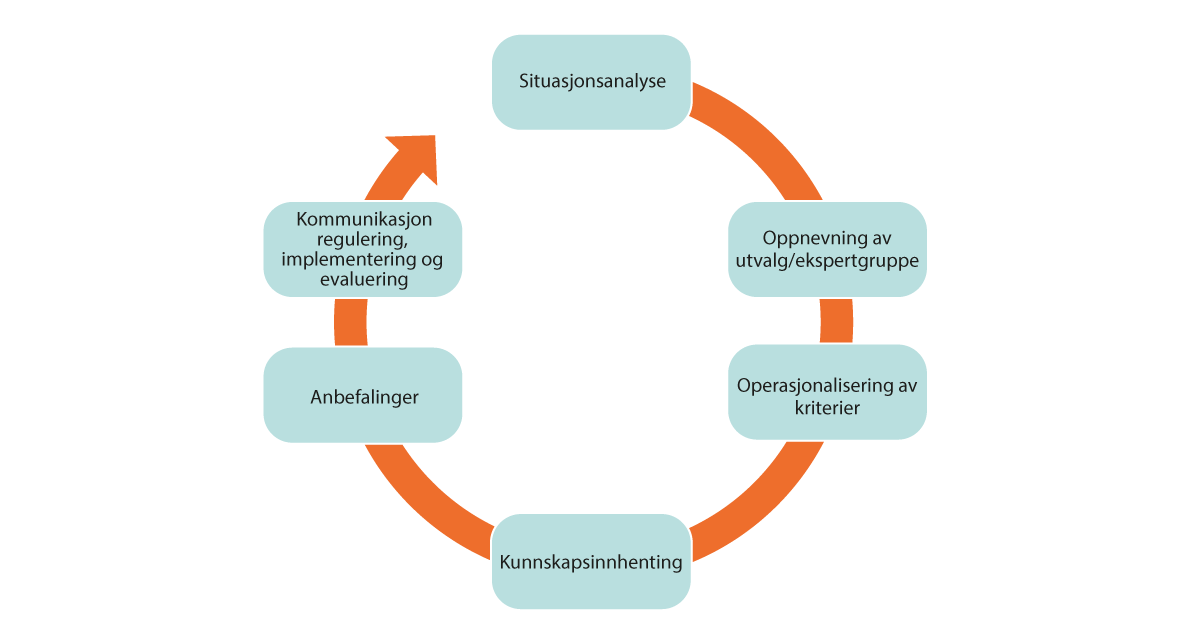 Situasjonsanalyse
Oppnevning av
utvalg/ekspertgruppe
Operasjonalisering av
kriterier
Kunnskapsinnhenting
Anbefalinger
Kommunikasjon
regulering,
implementering og
evaluering